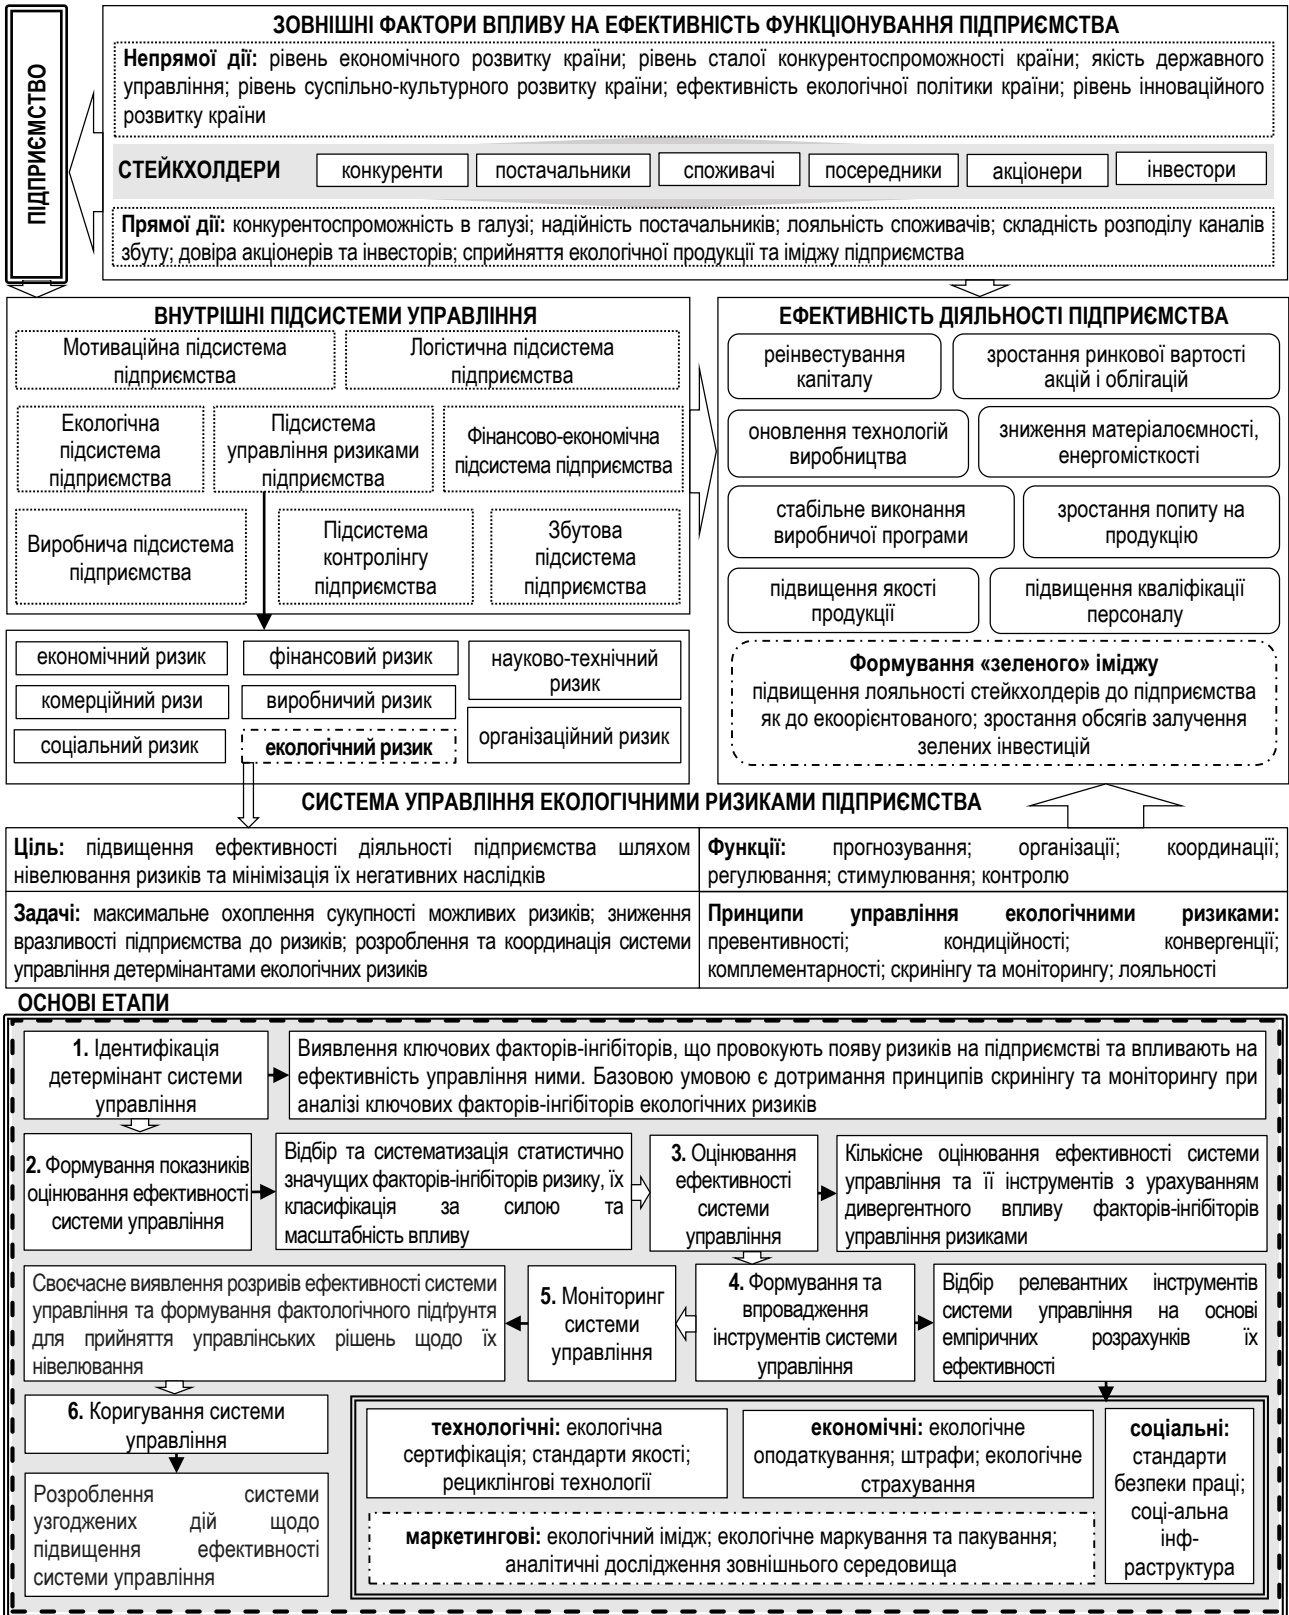 ПІДПРИЄМСТВО
ЗОВНІШНІ ФАКТОРИ ВПЛИВУ НА ЕФЕКТИВНІСТЬ ФУНКЦІОНУВАННЯ ПІДПРИЄМСТВА
Непрямої дії: рівень економічного розвитку країни; рівень сталої конкурентоспроможності країни; якість державного
управління; рівень суспільно-культурного розвитку країни; ефективність екологічної політики країни; рівень інноваційного
розвитку країни
СТЕЙКХОЛДЕРИ
конкуренти
постачальники
споживачі
посередники
акціонери
інвестори
Прямої дії: конкурентоспроможність в галузі; надійність постачальників; лояльність споживачів; складність розподілу каналів
збуту; довіра акціонерів та інвесторів; сприйняття екологічної продукції та іміджу підприємства
ВНУТРІШНІ ПІДСИСТЕМИ УПРАВЛІННЯ
Мотиваційна підсистема
підприємства
Логістична підсистема
підприємства
Екологічна
підсистема
підприємства
Підсистема
управління ризиками
підприємства
Фінансово-економічна
підсистема підприємства
Виробнича підсистема
підприємства
Підсистема
контролінгу
підприємства
Збутова
підсистема
підприємства
економічний ризик
фінансовий ризик
науково-технічний
ризик
комерційний ризи
виробничий ризик
соціальний ризик
екологічний ризик
організаційний ризик
ЕФЕКТИВНІСТЬ ДІЯЛЬНОСТІ ПІДПРИЄМСТВА
реінвестування
капіталу
зростання ринкової вартості
акцій і облігацій
оновлення технологій
виробництва
зниження матеріалоємності,
енергомісткості
стабільне виконання
виробничої програми
зростання попиту на
продукцію
підвищення якості
продукції
підвищення кваліфікації
персоналу
Формування «зеленого» іміджу
підвищення лояльності стейкхолдерів до підприємства
як до екоорієнтованого; зростання обсягів залучення
зелених інвестицій
СИСТЕМА УПРАВЛІННЯ ЕКОЛОГІЧНИМИ РИЗИКАМИ ПІДПРИЄМСТВА
Ціль: підвищення ефективності діяльності підприємства шляхом
нівелювання ризиків та мінімізація їх негативних наслідків
Функції: прогнозування; організації; координації;
регулювання; стимулювання; контролю
Задачі: максимальне охоплення сукупності можливих ризиків; зниження
вразливості підприємства до ризиків; розроблення та координація системи
управління детермінантами екологічних ризиків
Принципи управління екологічними ризиками:
превентивності; кондиційності; конвергенції;
комплементарності; скринінгу та моніторингу; лояльності
ОСНОВІ ЕТАПИ
1. Ідентифікація
детермінант системи
управління
Виявлення ключових факторів-інгібіторів, що провокують появу ризиків на підприємстві та впливають на
ефективність управління ними. Базовою умовою є дотримання принципів скринінгу та моніторингу при
аналізі ключових факторів-інгібіторів екологічних ризиків
2. Формування показників
оцінювання ефективності
системи управління
Відбір та систематизація статистично
значущих факторів-інгібіторів ризику, їх
класифікація за силою та
масштабність впливу
3. Оцінювання
ефективності
системи
управління
Кількісне оцінювання ефективності системи
управління та її інструментів з урахуванням
дивергентного впливу факторів-інгібіторів
управління ризиками
Своєчасне виявлення розривів ефективності системи
управління та формування фактологічного підґрунтя
для прийняття управлінських рішень щодо їх
нівелювання
5. Моніторинг
системи
управління
4. Формування та
впровадження
інструментів системи
управління
Відбір релевантних інструментів
системи управління на основі
емпіричних розрахунків їх
ефективності
6. Коригування системи
управління
Розроблення системи
узгоджених дій щодо
підвищення ефективності
системи управління
технологічні: екологічна
сертифікація; стандарти якості;
рециклінгові технології
економічні: екологічне
оподаткування; штрафи; екологічне
страхування
соціальні:
стандарти
безпеки праці;
соці-альна
інф-
раструктура
маркетингові: екологічний імідж; екологічне маркування та пакування;
аналітичні дослідження зовнішнього середовища